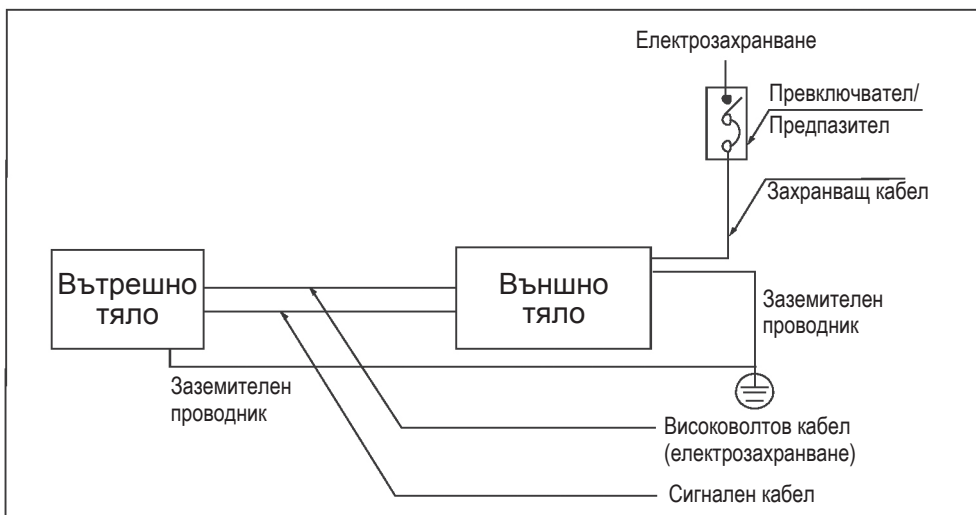 Електрозахранване
Превключвател/
Предпазител
Захранващ кабел
Вътрешно
тяло
Външно
тяло
Заземителен
проводник
Заземителен
проводник
Високоволтов кабел
(електрозахранване)
Сигнален кабел